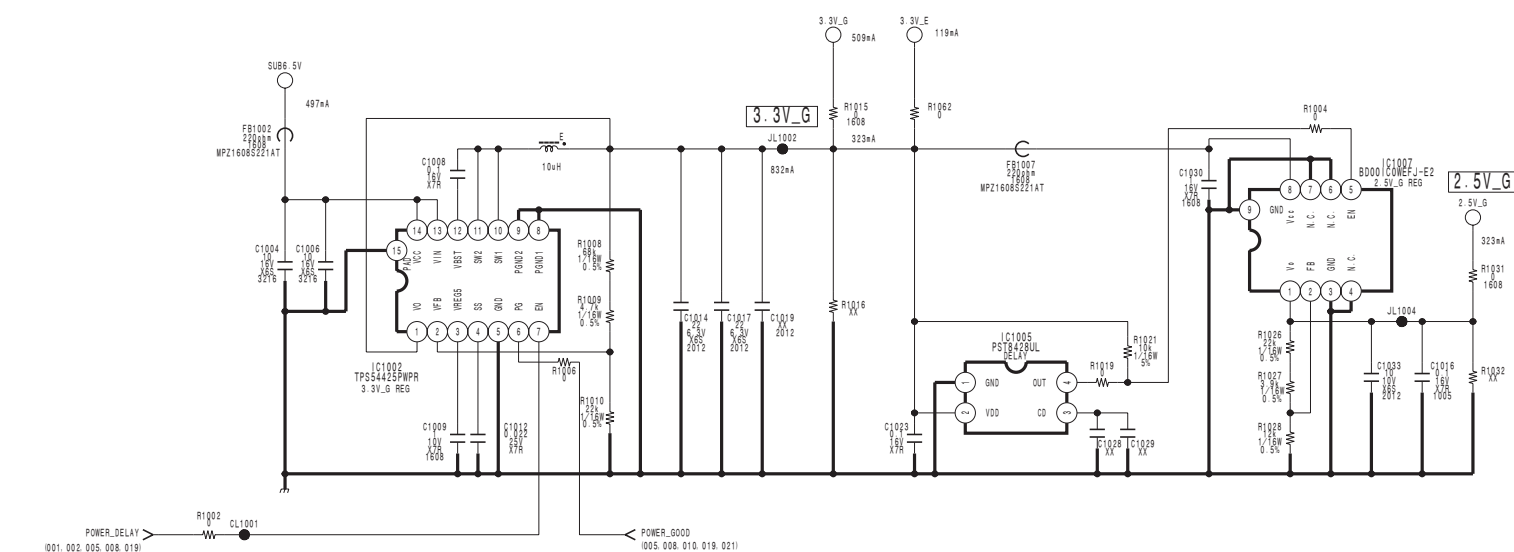 3.3V_G
509mA
3.3V_E
119mA
SUB6.5V
497mA
FB1002
220ohm
1608
MPZ1608S221AT
3.3V_G
JL1002
832mA
R1015
0
1608
323mA
R1062
0
R1004
0
C1008
0.1
16V
X7R
E
10uH
FB1007
220ohm
1608
MPZ1608S221AT
C1030
1
16V
X7R
1608
IC1007
BD00IC0WEFJ-E2
2.5V_G REG
8
7
6
5
9
GND
Vcc
N.C.
N.C.
EN
Vo
FB
GND
N.C.
1
2
3
4
2.5V_G
2.5V_G
323mA
R1031
0
1608
C1004
10
16V
X6S
3216
C1006
10
16V
X6S
3216
14
13
12
11
10
9
8
15
PAD
VCC
VIN
VBST
SW2
SW1
PGND2
PGND1
VO
VFB
VREG5
SS
GND
PG
EN
1
2
3
4
5
6
7
IC1002
TPS54425PWPR
3.3V_G REG
R1008
68k
1/16W
0.5%
R1009
4.7k
1/16W
0.5%
R1006
0
R1010
22k
1/16W
0.5%
C1009
1
10V
X7R
1608
C1012
0.022
25V
X7R
C1014
22
6.3V
X6S
2012
C1017
22
6.3V
X6S
2012
C1019
XX
R1016
XX
IC1005
PST8428UL
DELAY
1
GND
OUT
4
2
VDD
CD
3
R1019
0
R1021
10k
1/16W
5%
C1023
0.1
16V
X7R
C1028
XX
C1029
XX
JL1004
R1026
22k
1/16W
0.5%
R1027
3.9k
1/16W
0.5%
R1028
12k
1/16W
0.5%
C1033
10
10V
X6S
2012
C1016
0.1
16V
X7R
1005
R1032
XX
R1002
0
CL1001
POWER_DELAY
(001,002,005,008,019)
POWER_GOOD
(005,008,010,019,021)